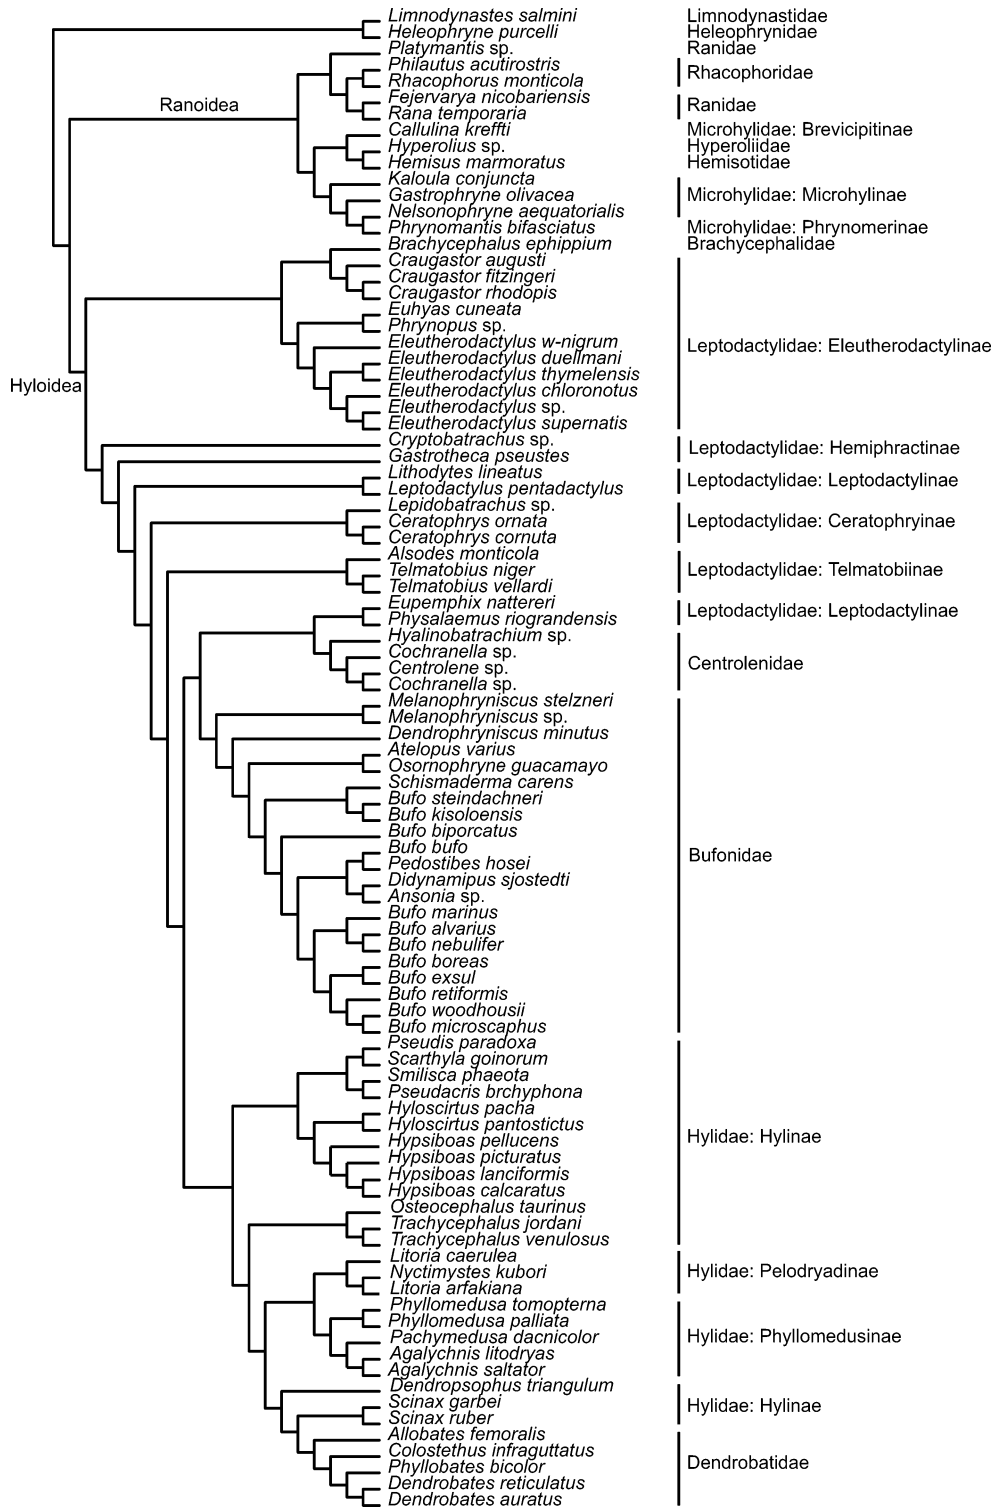 Limnodynastes salmini Limnodynastidae
Heleophryne purcelli Heleophrynidae
Platymantis sp. Ranidae
Philautus acutirostris
Rhacophoridae
Rhacophorus monticola
Fejervarya nicobariensis
Ranoidea Ranidae
Rana temporaria
Callulina kreffti Microhylidae: Brevicipitinae
Hyperolius sp. Hyperoliidae
Hemisus marmoratus Hemisotidae
Kaloula conjuncta
Gastrophryne olivacea Microhylidae: Microhylinae
Nelsonophryne aequatorialis
Phrynomantis bifasciatus Microhylidae: Phrynomerinae
Brachycephalus ephippium Brachycephalidae
Craugastor augusti
Craugastor fitzingeri
Craugastor rhodopis
Euhyas cuneata
Phrynopus sp.
Eleutherodactylus w-nigrum Leptodactylidae: Eleutherodactylinae
Eleutherodactylus duellmani
Eleutherodactylus thymelensis
Hyloidea
Eleutherodactylus chloronotus
Eleutherodactylus sp.
Eleutherodactylus supernatis
Cryptobatrachus sp.
Leptodactylidae: Hemiphractinae
Gastrotheca pseustes
Lithodytes lineatus
Leptodactylidae: Leptodactylinae
Leptodactylus pentadactylus
Lepidobatrachus sp.
Ceratophrys ornata Leptodactylidae: Ceratophryinae
Ceratophrys cornuta
Alsodes monticola
Telmatobius niger Leptodactylidae: Telmatobiinae
Telmatobius vellardi
Eupemphix nattereri
Leptodactylidae: Leptodactylinae
Physalaemus riograndensis
Hyalinobatrachium sp.
Cochranella sp.
Centrolenidae
Centrolene sp.
Cochranella sp.
Melanophryniscus stelzneri
Melanophryniscus sp.
Dendrophryniscus minutus
Atelopus varius
Osornophryne guacamayo
Schismaderma carens
Bufo steindachneri
Bufo kisoloensis
Bufo biporcatus
Bufo bufo
Bufonidae
Pedostibes hosei
Didynamipus sjostedti
Ansonia sp.
Bufo marinus
Bufo alvarius
Bufo nebulifer
Bufo boreas
Bufo exsul
Bufo retiformis
Bufo woodhousii
Bufo microscaphus
Pseudis paradoxa
Scarthyla goinorum
Smilisca phaeota
Pseudacris brchyphona
Hyloscirtus pacha
Hyloscirtus pantostictus
Hylidae: Hylinae
Hypsiboas pellucens
Hypsiboas picturatus
Hypsiboas lanciformis
Hypsiboas calcaratus
Osteocephalus taurinus
Trachycephalus jordani
Trachycephalus venulosus
Litoria caerulea
Nyctimystes kubori Hylidae: Pelodryadinae
Litoria arfakiana
Phyllomedusa tomopterna
Phyllomedusa palliata
Pachymedusa dacnicolor Hylidae: Phyllomedusinae
Agalychnis litodryas
Agalychnis saltator
Dendropsophus triangulum
Scinax garbei Hylidae: Hylinae
Scinax ruber
Allobates femoralis
Colostethus infraguttatus
Phyllobates bicolor Dendrobatidae
Dendrobates reticulatus
Dendrobates auratus